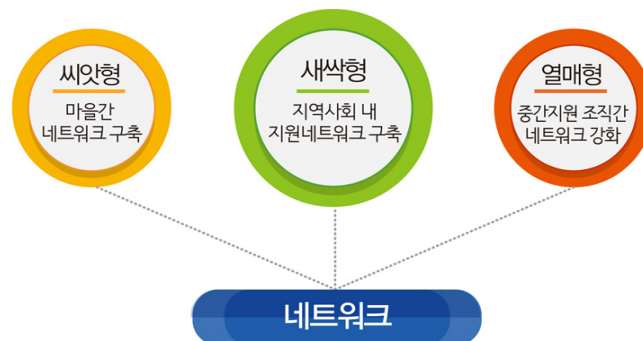 씨앗형
마을간
네트워크 구축
새싹형
지역사회 내
지원네트워크 구축
열매형
중간지원 조직간
네트워크 강화
네트워크